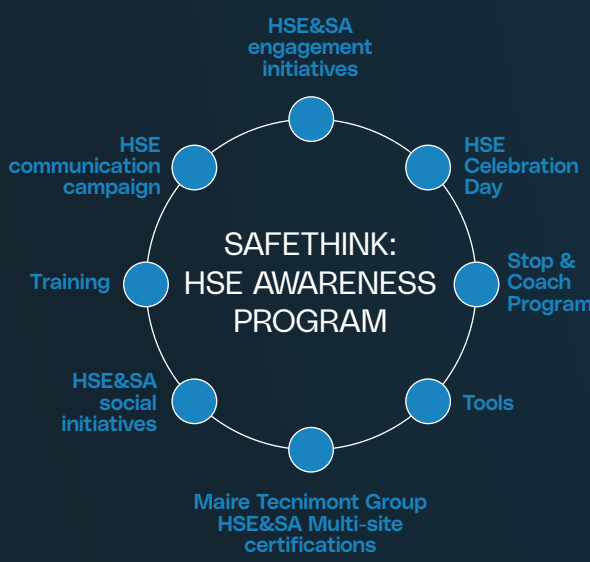 HSE&SA
engagement
initiatives
HSE
communication
campaign
HSE
Celebration
Day
SAFETHINK:
HSE AWARENESS
PROGRAM
Training
Stop &
Coach
Program
HSE&SA
social
initiatives
Tools
Maire Tecnimont Group
HSE&SA Multi-site
certifications